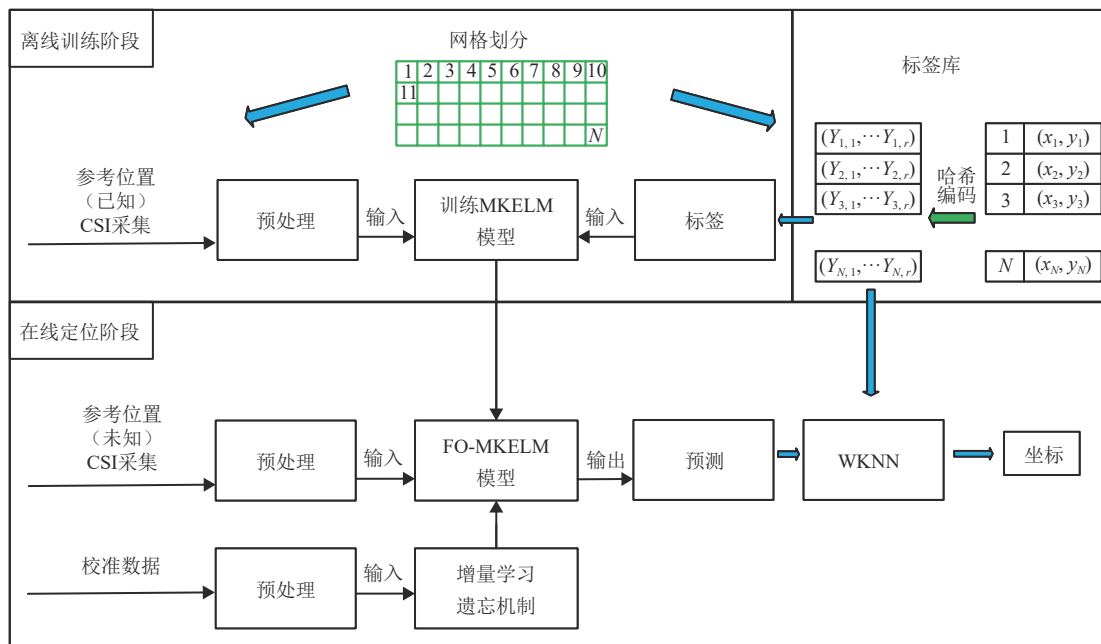 离线训练阶段
网格划分
1 2 3 4 5 6 7 8 9 10
11
N
标签库
参考位置
（已知）
CSI采集
预处理
输入
训练MKELM
模型
输入
标签
(Y1, 1,⋯Y1, r)
(Y2, 1,⋯Y2, r)
(Y3, 1,⋯Y3, r)
(YN, 1,⋯YN, r)
哈希
编码
1 (x1, y1)
2 (x2, y2)
3 (x3, y3)
N (xN, yN)
在线定位阶段
参考位置
（未知）
CSI采集
预处理
输入
FO-MKELM
模型
输出
预测
WKNN
坐标
校准数据
预处理
输入
增量学习
遗忘机制